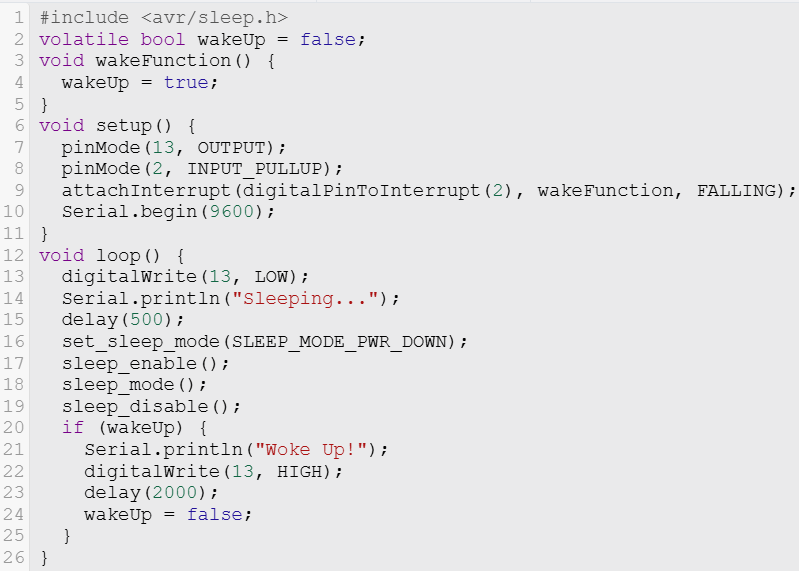 1 #include <avr/sleep.h>
2 volatile bool wakeUp = false;
3 void wakeFunction() {
4   wakeUp = true;
5 }
6 void setup() {
7   pinMode(13, OUTPUT);
8   pinMode(2, INPUT_PULLUP);
9   attachInterrupt(digitalPinToInterrupt(2), wakeFunction, FALLING);
10   Serial.begin(9600);
11 }
12 void loop() {
13   digitalWrite(13, LOW);
14   Serial.println("Sleeping...");
15   delay(500);
16   set_sleep_mode(SLEEP_MODE_PWR_DOWN);
17   sleep_enable();
18   sleep_mode();
19   sleep_disable();
20   if (wakeUp) {
21     Serial.println("Woke Up!");
22     digitalWrite(13, HIGH);
23     delay(2000);
24     wakeUp = false;
25   }
26 }